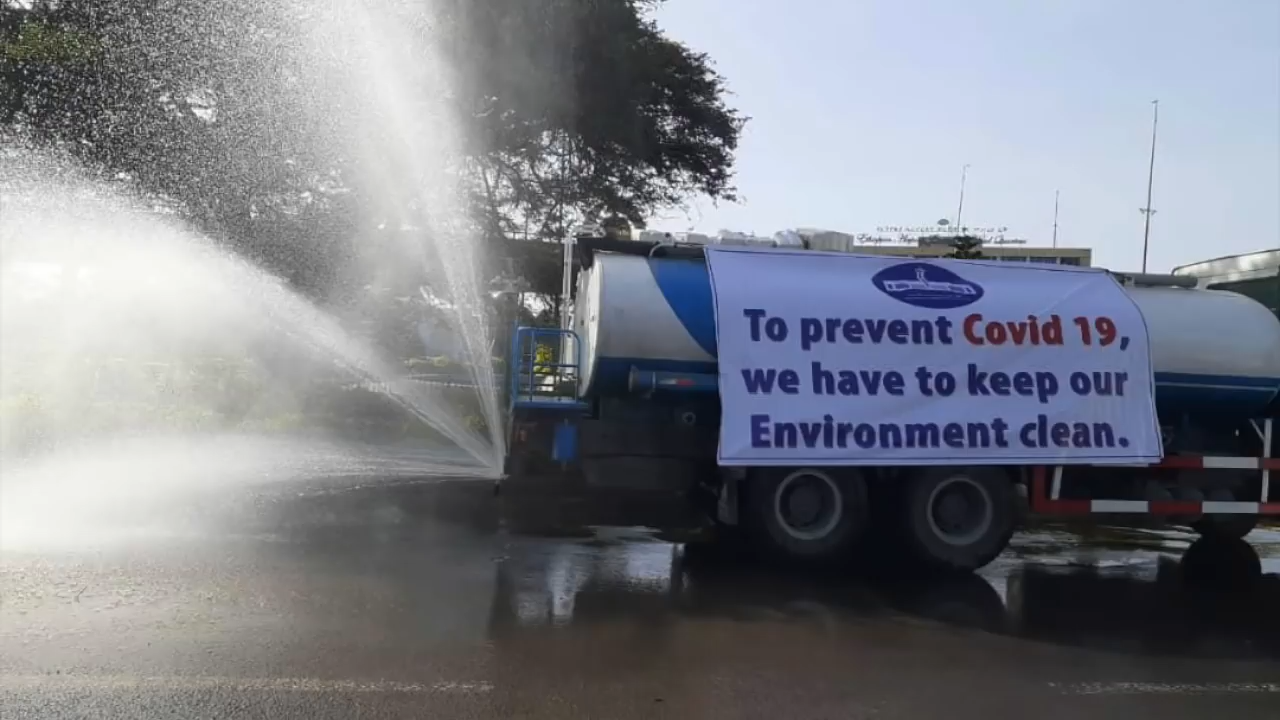 To prevent Covid 19,
we have to keep our
Environment clean.